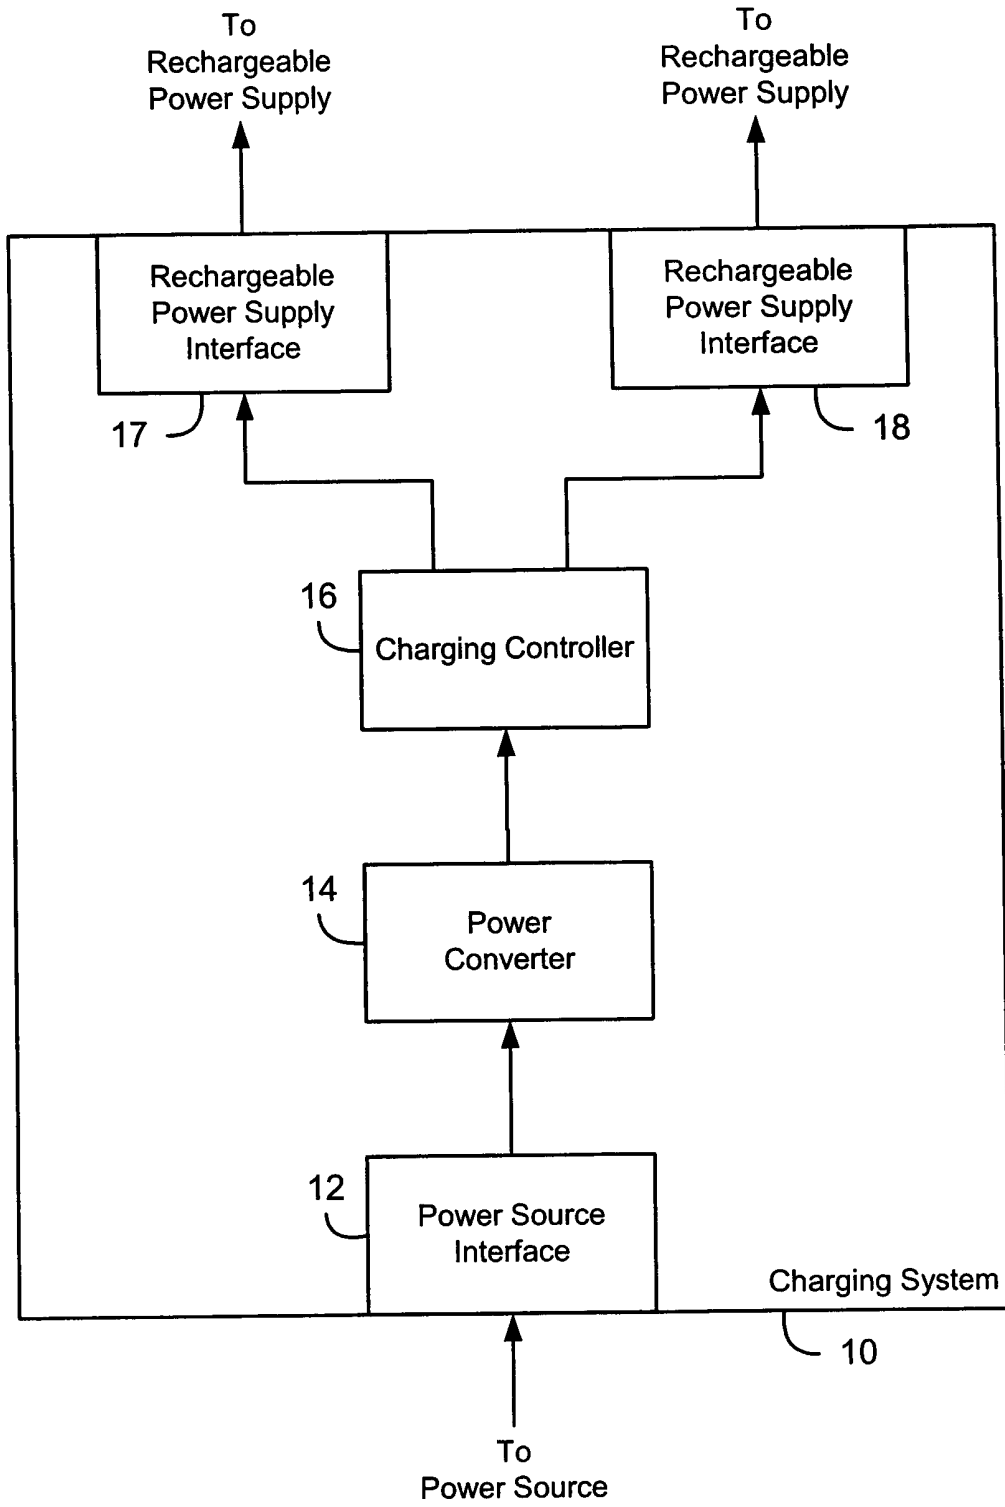 To
Rechargeable
Power Supply
To
Rechargeable
Power Supply
Rechargeable
Power Supply
Interface
Rechargeable
Power Supply
Interface
17
18
16
Charging Controller
14
Power
Converter
12
Power Source
Interface
Charging System
10
To
Power Source